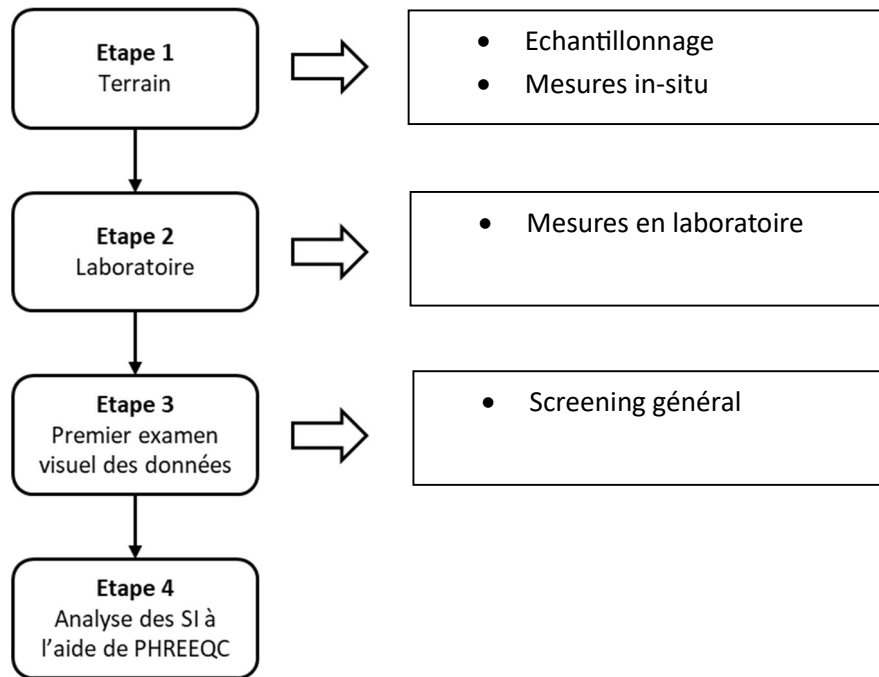 Etape 1
Terrain
• Echantillonnage
• Mesures in-situ
Etape 2
Laboratoire
• Mesures en laboratoire
Etape 3
Premier examen
visuel des données
• Screening général
Etape 4
Analyse des SI à
l'aide de PHREEQC